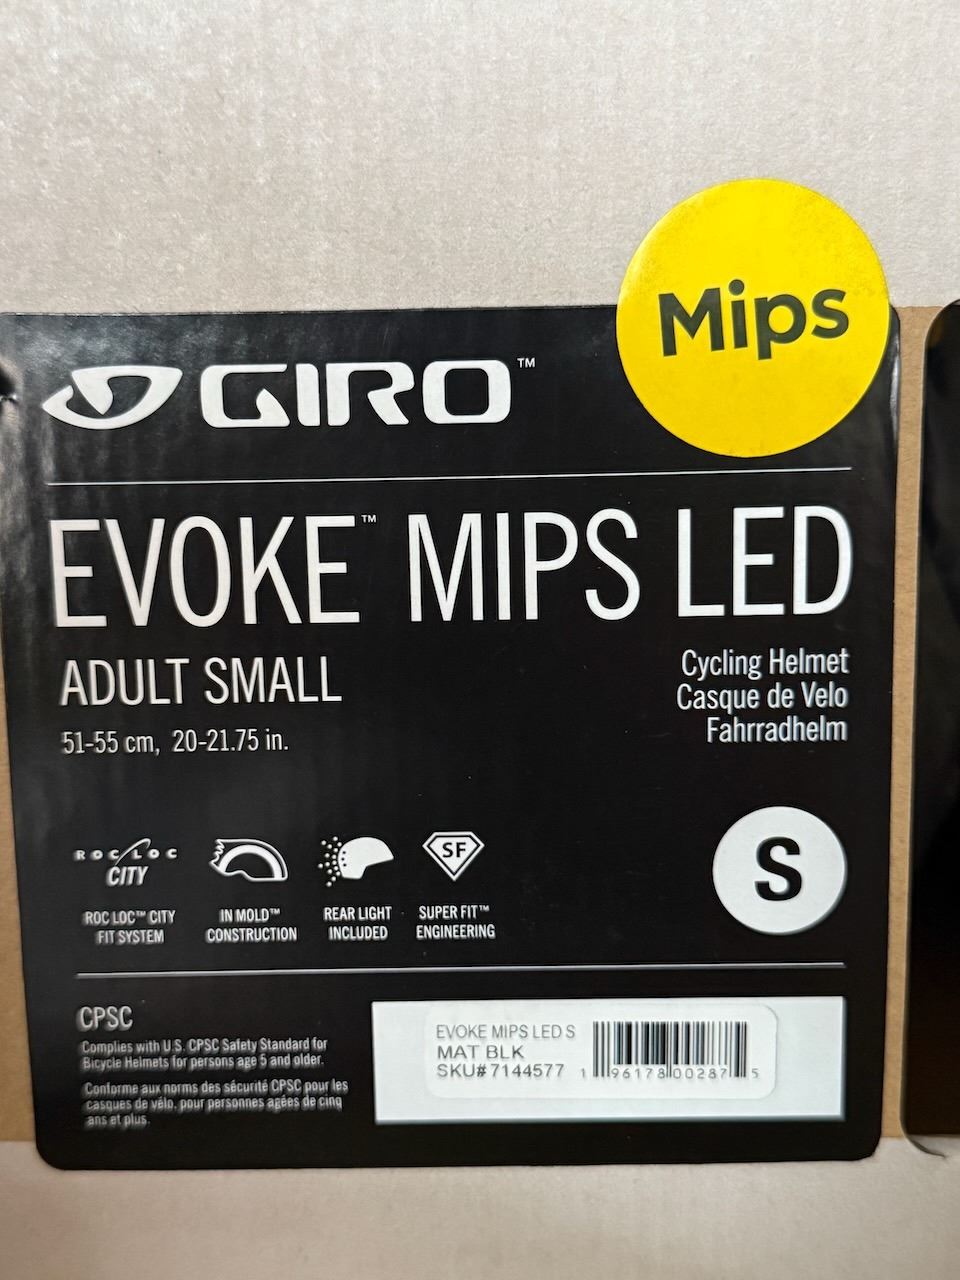 Mips
GIRO™
EVOKE™ MIPS LED
ADULT SMALL
51-55 cm, 20-21.75 in.
Cycling Helmet
Casque de Velo
Fahrradhelm
S
ROC LOC
CITY
SF
ROC LOC™ CITY
FIT SYSTEM
IN MOLD™
CONSTRUCTION
REAR LIGHT
INCLUDED
SUPER FIT™
ENGINEERING
CPSC
Complies with U.S. CPSC Safety Standard for
Bicycle Helmets for persons age 5 and older.
Conforme aux norms des sécurité CPSC pour les
casques de vélo, pour personnes agées de cinq
ans et plus.
EVOKE MIPS LED S
MAT BLK
SKU# 7144577
1 96178 00287 5